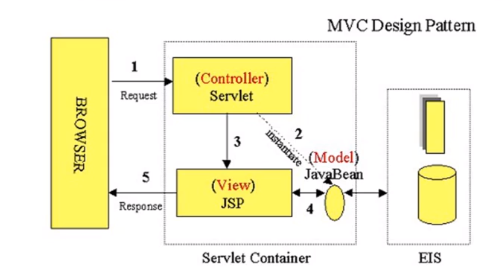 MVC Design Pattern
1
Request
(Controller)
Servlet
2
instantiate
3
(Model)
JavaBean
BROWSER
5
Response
(View)
JSP
4
Servlet Container
EIS